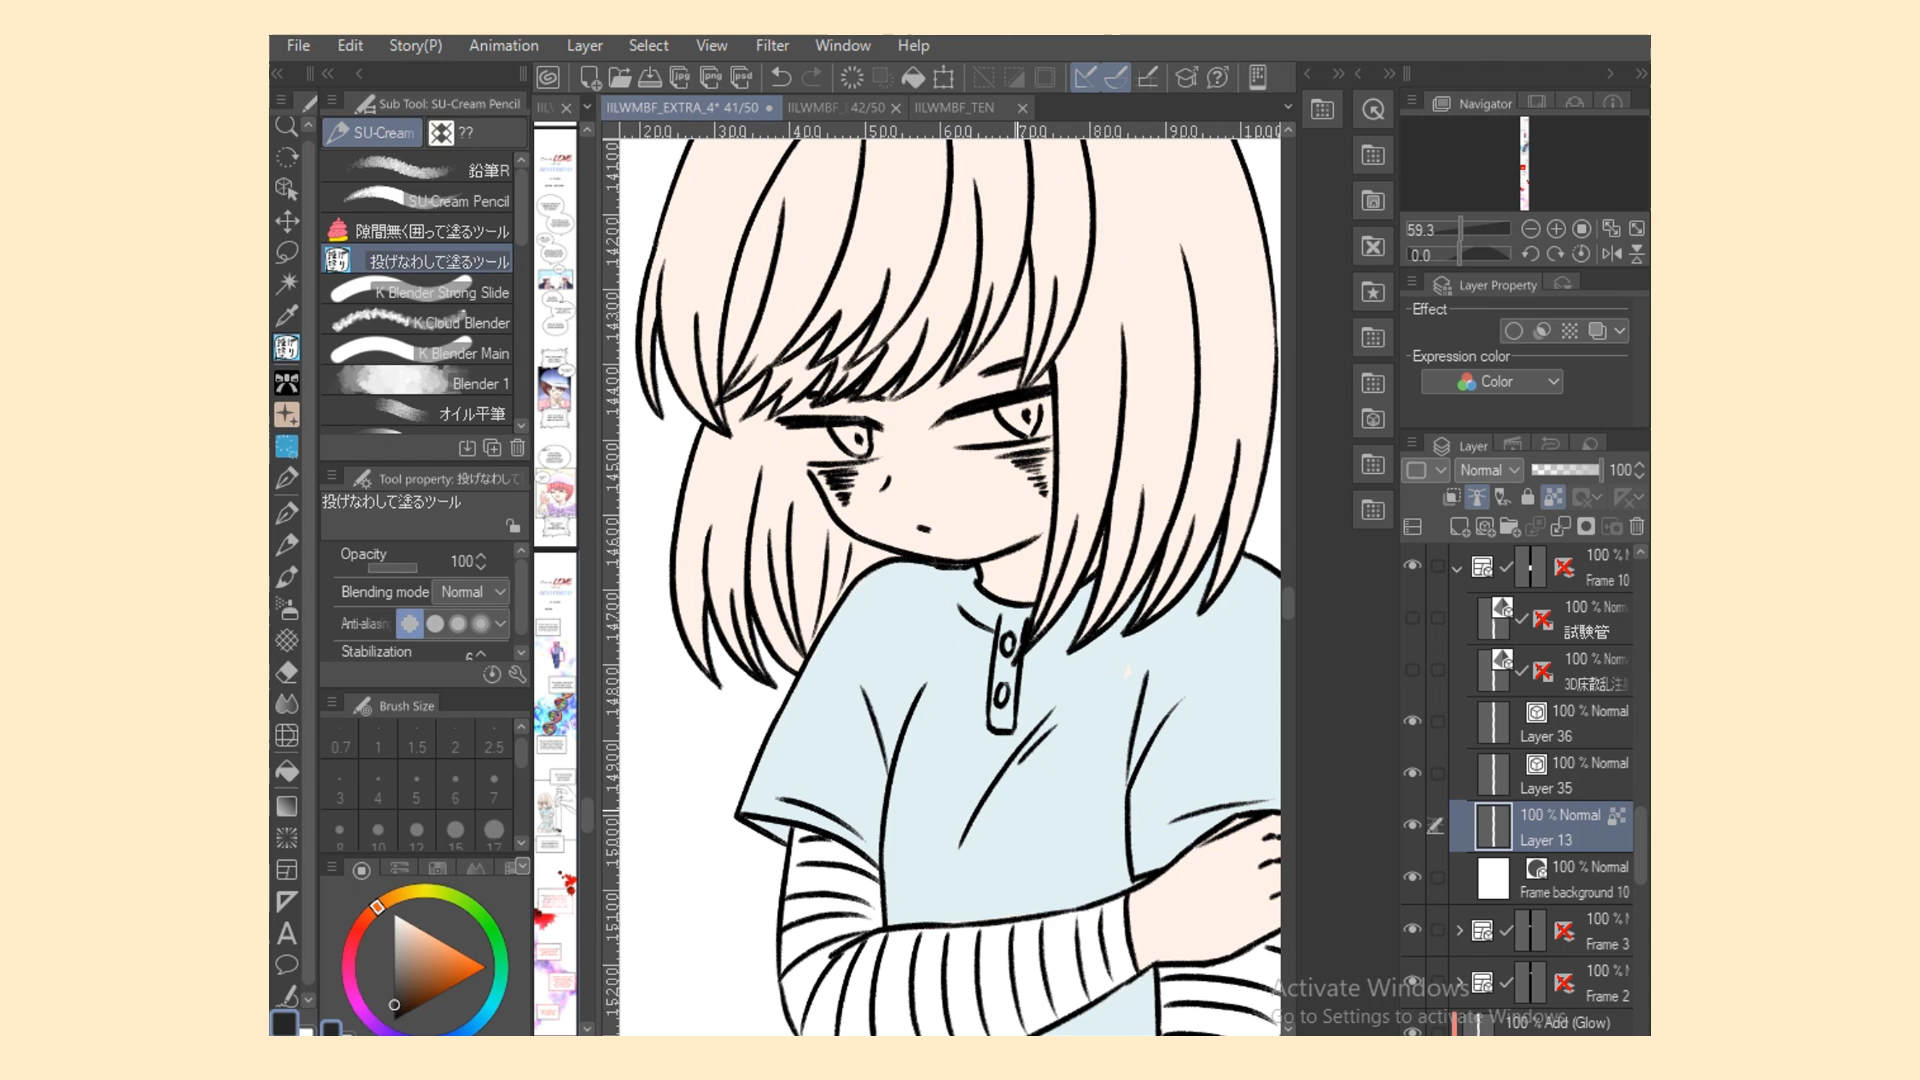 File Edit Story(P) Animation Layer Select View Filter Window Help
Sub Tool: SU-Cream Pencil
SU-Cream ??
鉛筆R
SU-Cream Pencil
隙間無く囲って塗るツール
投げなわして塗るツール
K Blender Strong Slide
K Cloud Blender
K Blender Main
Blender 1
オイル平筆
Tool property: 投げなわして
投げなわして塗るツール
Opacity 100
Blending mode Normal
Anti-aliasing
Stabilization 6
Brush Size
0.7 1 1.5 2 2.5
3 4 5 6 7
8 10 12 15 17
IILWMBF_EXTRA_4* 41/50 IILWMBF_ 42/50 IILWMBF_TEN
200 300 400 500 600 700 800 900 1000
14100
14200
14300
14400
14500
14600
14700
14800
14900
15000
15100
15200
LOVE
LOVE
Navigator
59.3
0.0
Layer Property
Effect
Expression color
Color
Layer
Normal 100
100 %
Frame 10
100 % Norm
試験管
100 % Norm
3D床散乱注
100 % Normal
Layer 36
100 % Normal
Layer 35
100 % Normal
Layer 13
100 % Normal
Frame background 10
100 %
Frame 3
100 %
Frame 2
100 % Add (Glow)
Activate Windows
Go to Settings to activate Windows.